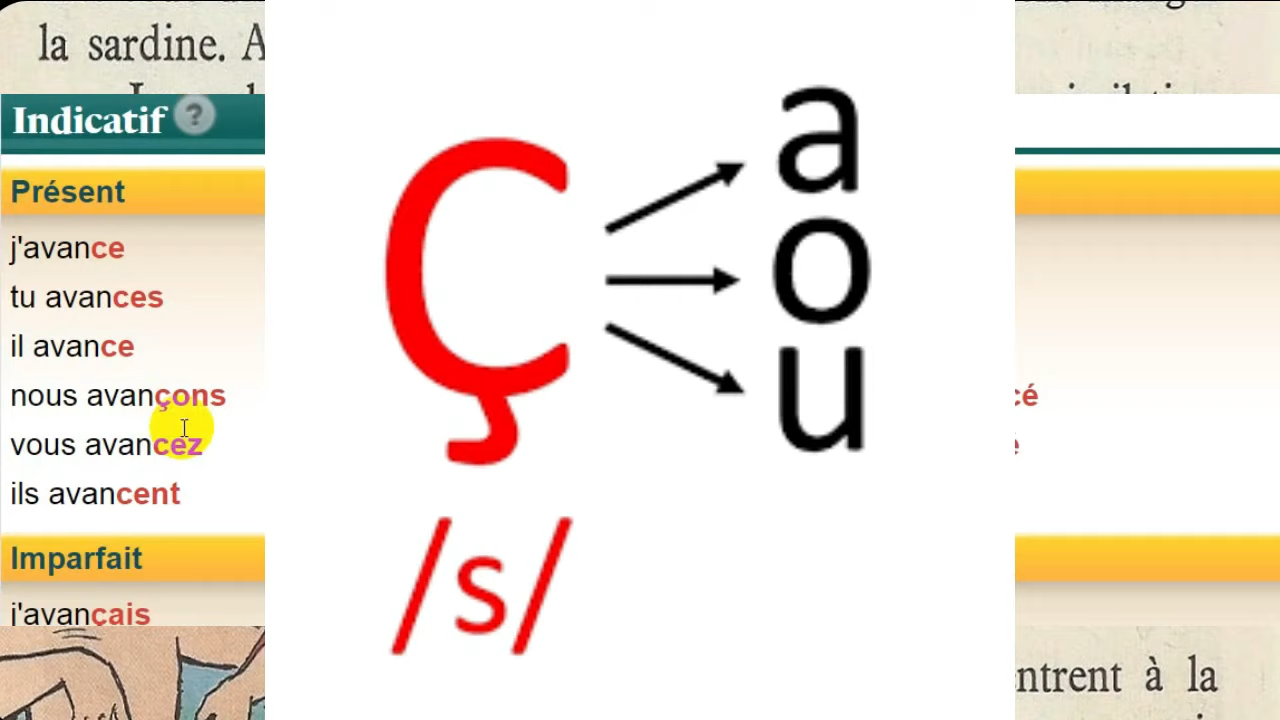 la sardine. A
Indicatif ?
Présent
j'avance
tu avances
il avance
nous avançons
vous avancez
ils avancent
Imparfait
j'avançais
Ç
a
o
u
/s/
cé
ntrent à la